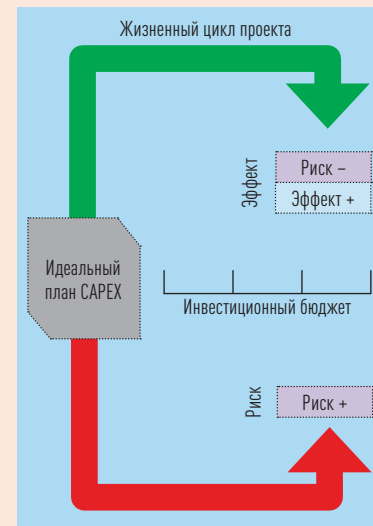 Жизненный цикл проекта
Эффект
Риск –
Эффект +
Идеальный
план CAPEX
Инвестиционный бюджет
Риск
Риск +